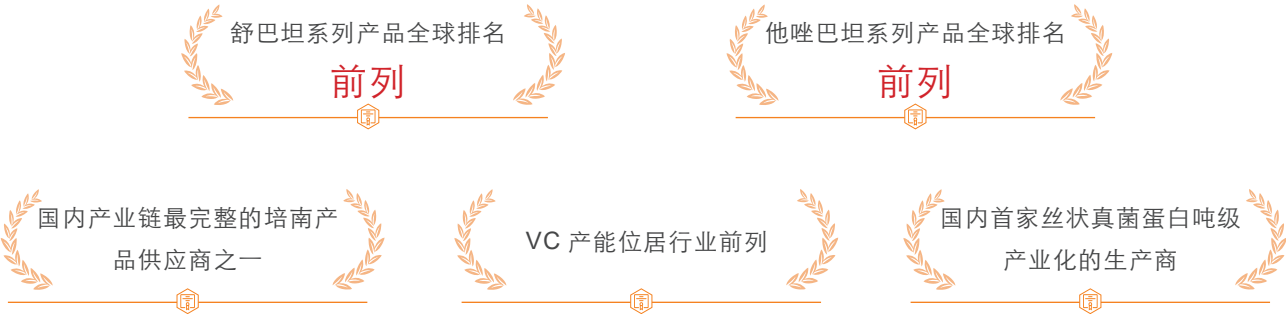 舒巴坦系列产品全球排名
前列
他唑巴坦系列产品全球排名
前列
国内产业链最完整的培南产
品供应商之一
VC 产能位居行业前列
国内首家丝状真菌蛋白吨级
产业化的生产商